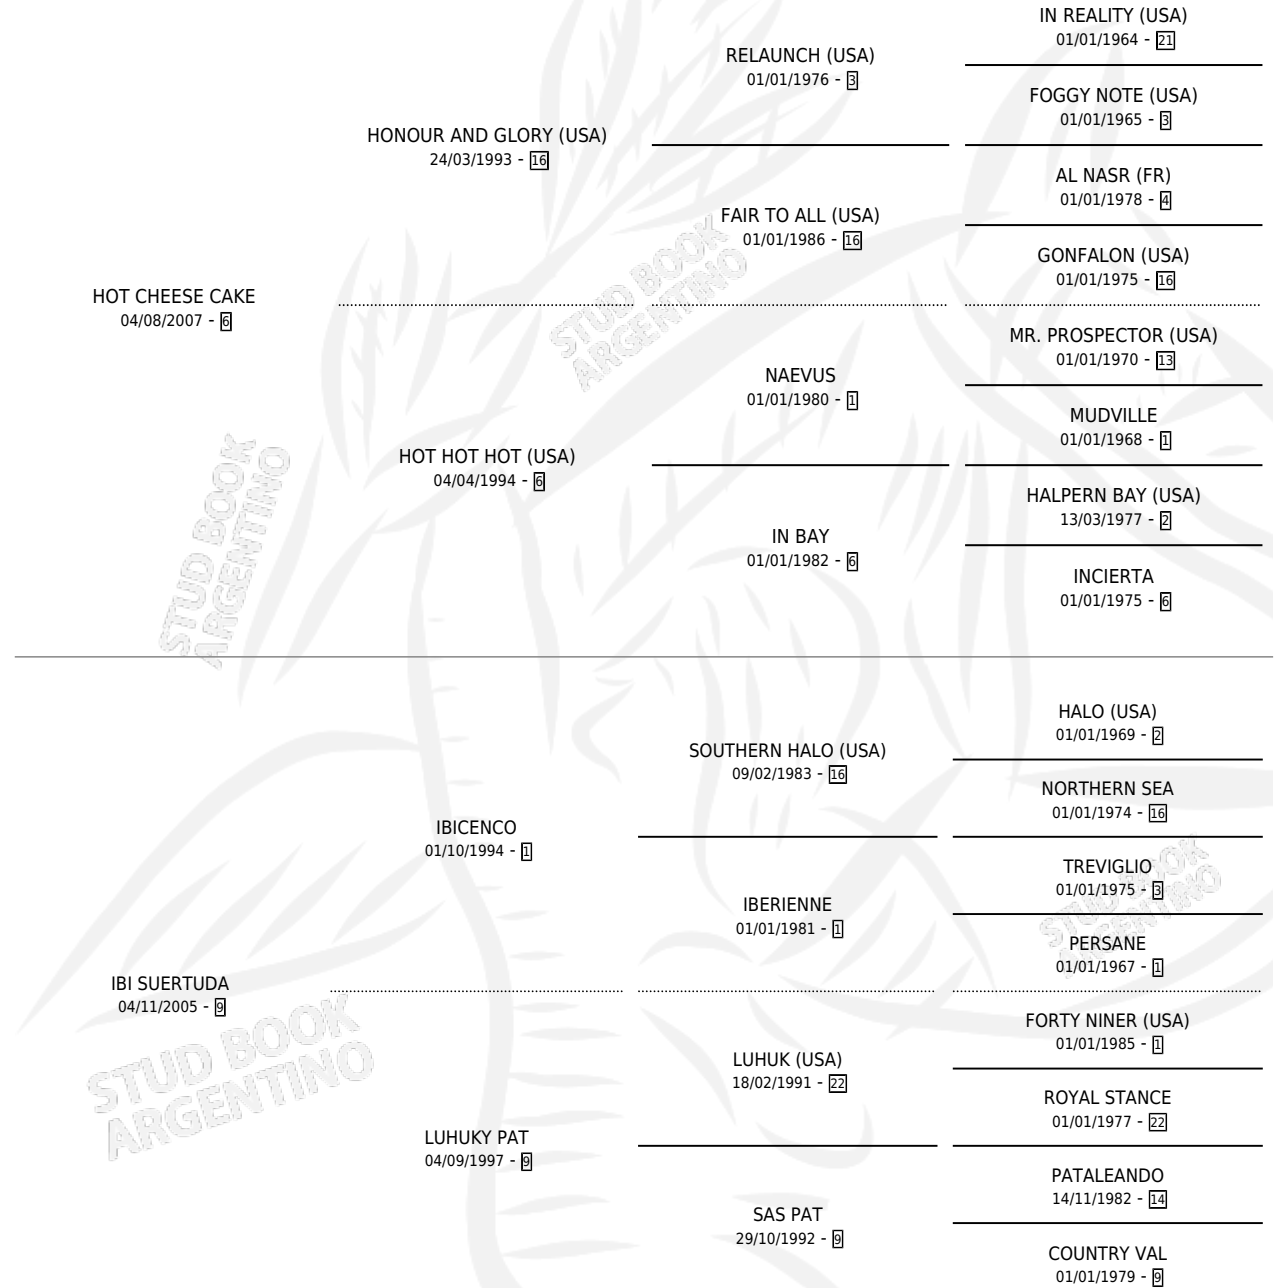 IN REALITY (USA)
01/01/1964 - 21
RELAUNCH (USA)
01/01/1976 - 3
FOGGY NOTE (USA)
01/01/1965 - 3
HONOUR AND GLORY (USA)
24/03/1993 - 16
AL NASR (FR)
01/01/1978 - 4
FAIR TO ALL (USA)
01/01/1986 - 16
GONFALON (USA)
01/01/1975 - 16
HOT CHEESE CAKE
04/08/2007 - 6
STUD BOOK
ARGENTINO
MR. PROSPECTOR (USA)
01/01/1970 - 13
NAEVUS
01/01/1980 - 1
MUDVILLE
01/01/1968 - 1
HOT HOT HOT (USA)
04/04/1994 - 6
HALPERN BAY (USA)
13/03/1977 - 2
IN BAY
01/01/1982 - 6
INCIERTA
01/01/1975 - 6
STUD BOOK
ARGENTINO
HALO (USA)
01/01/1969 - 2
SOUTHERN HALO (USA)
09/02/1983 - 16
NORTHERN SEA
01/01/1974 - 16
IBICENCO
01/10/1994 - 1
TREVIGLIO
01/01/1975 - 3
IBERIENNE
01/01/1981 - 1
STUD BOOK
ARGENTINO
PERSANE
01/01/1967 - 1
IBI SUERTUDA
04/11/2005 - 9
FORTY NINER (USA)
01/01/1985 - 1
STUD BOOK
ARGENTINO
LUHUK (USA)
18/02/1991 - 22
ROYAL STANCE
01/01/1977 - 22
LUHUKY PAT
04/09/1997 - 9
PATALEANDO
14/11/1982 - 14
SAS PAT
29/10/1992 - 9
COUNTRY VAL
01/01/1979 - 9